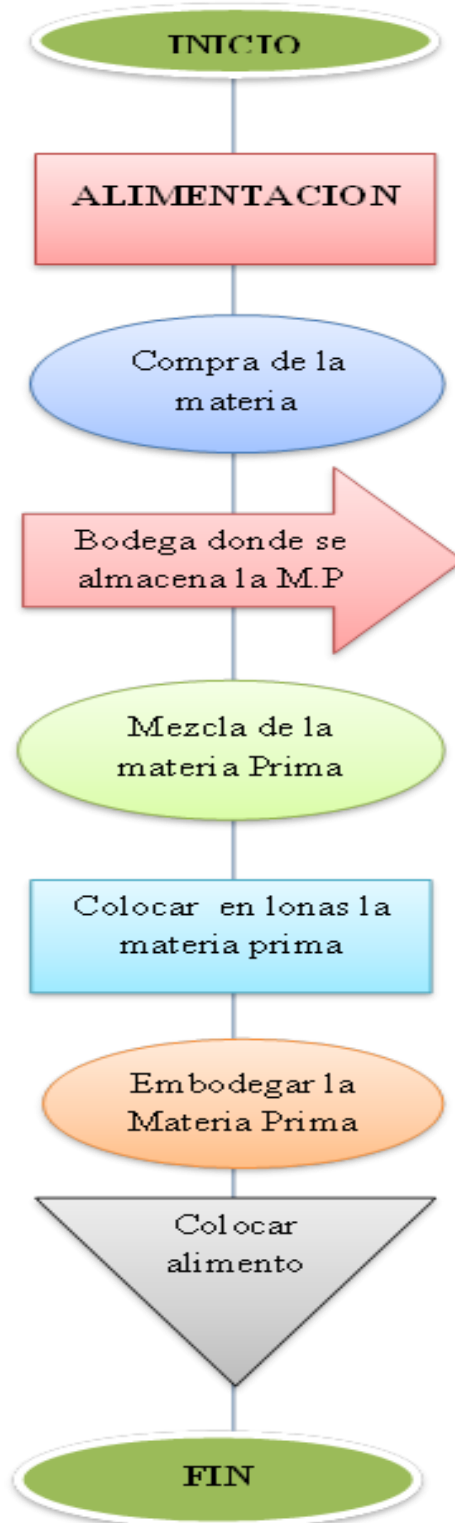 INICIO
ALIMENTACION
Compra de la
materia
Bodega donde se
almacena la M.P
Mezcla de la
materia Prima
Colocar en lonas la
materia prima
Embodegar la
Materia Prima
Colocar
alimento
FIN